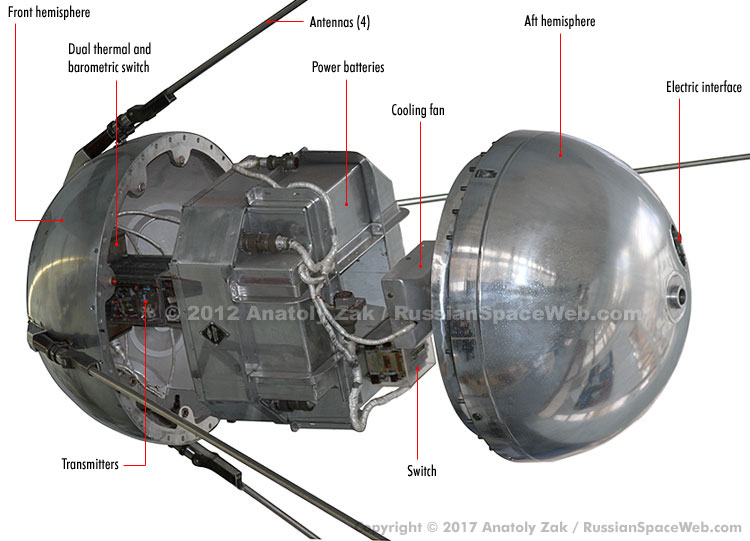 Front hemisphere
Antennas (4)
Aft hemisphere
Dual thermal and
barometric switch
Power batteries
Electric interface
Cooling fan
© 2012 Anatoly Zak / RussianSpaceWeb.com
Transmitters
Switch
Copyright © 2017 Anatoly Zak / RussianSpaceWeb.com